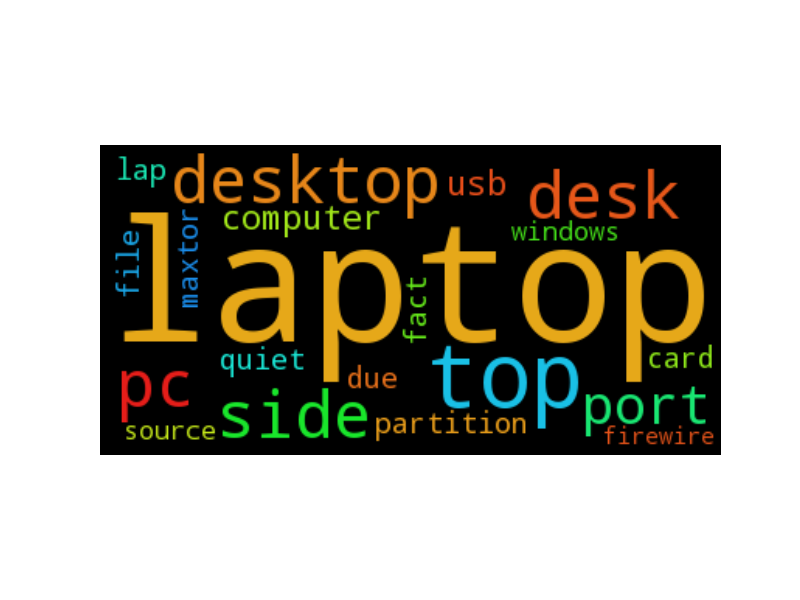 lap desktop usb desk
computer windows
file maxtor laptop
fact
quiet due top card
pc side partition port
source firewire